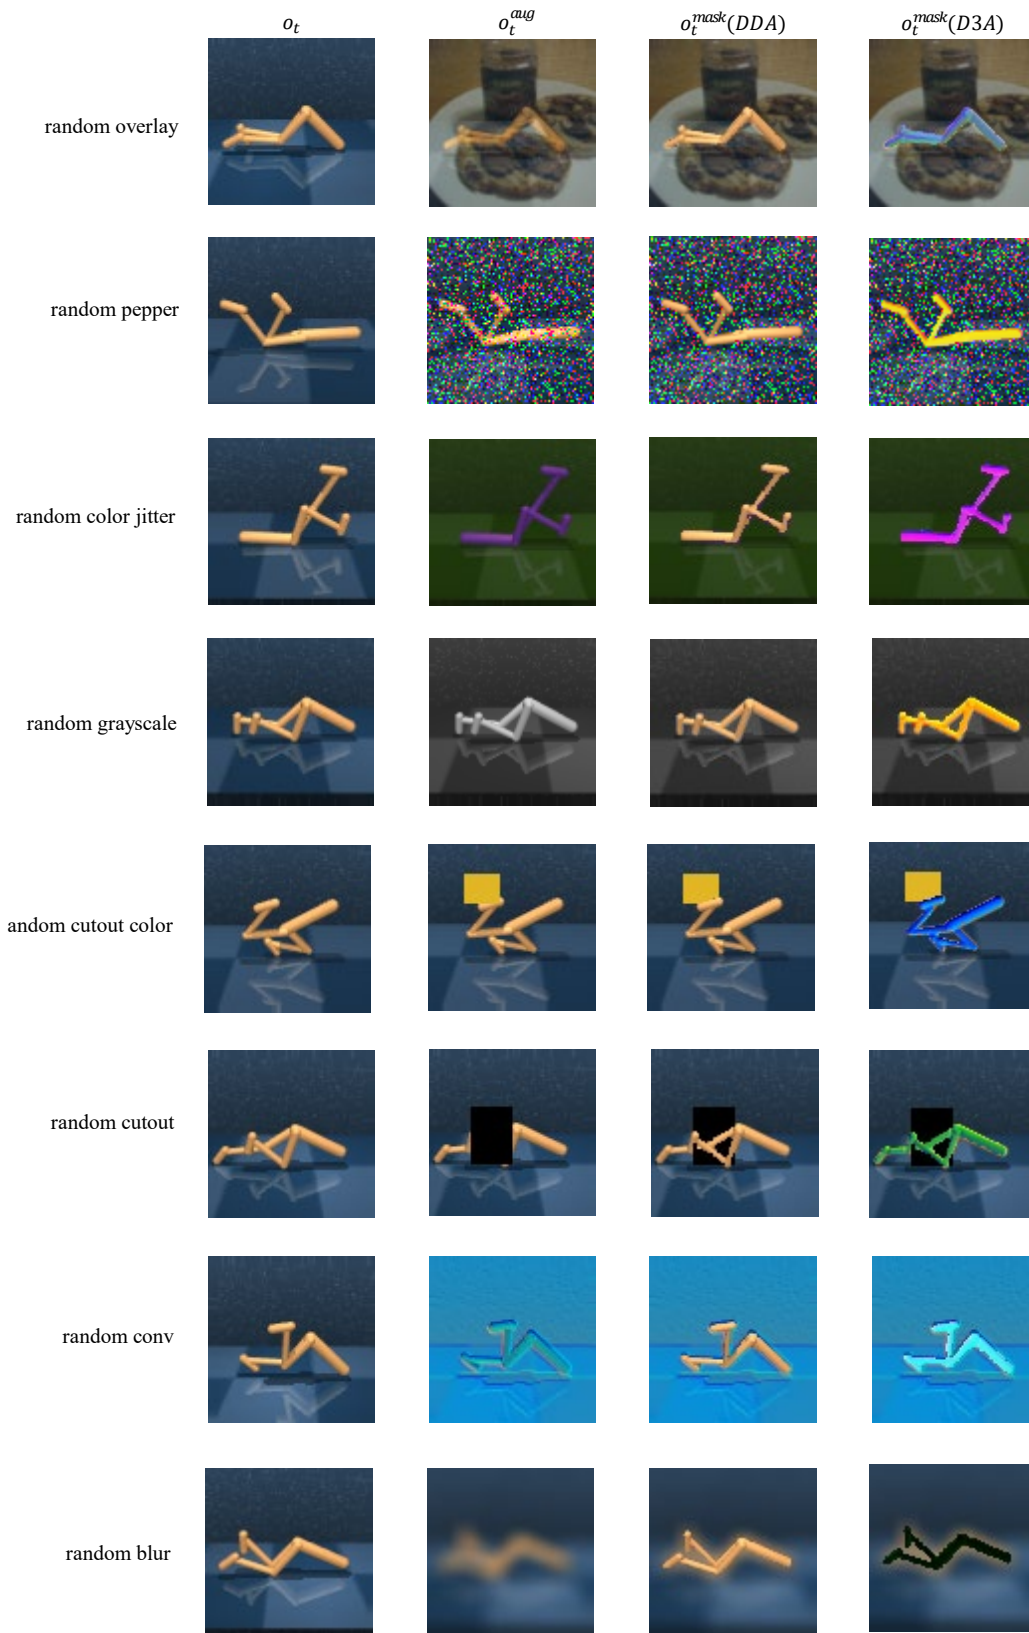 o_t o_t^{aug} o_t^{mask}(DDA) o_t^{mask}(D3A)
random overlay
random pepper
random color jitter
random grayscale
andom cutout color
random cutout
random conv
random blur